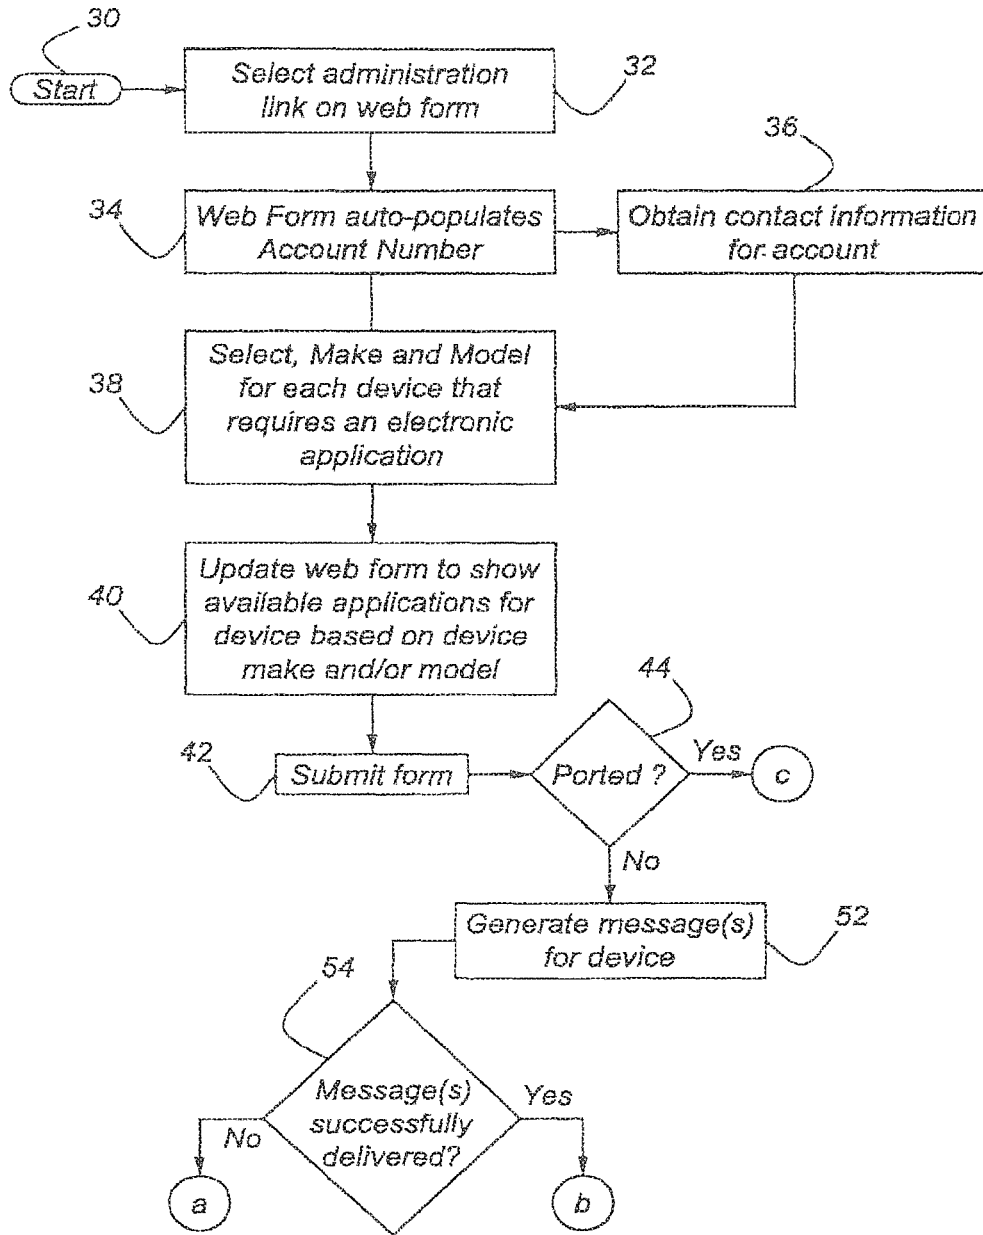 30
Start
Select administration
link on web form
32
36
34
Web Form auto-populates
Account Number
Obtain contact information
for account
38
Select, Make and Model
for each device that
requires an electronic
application
40
Update web form to show
available applications for
device based on device
make and/or model
44
42
Submit form
Ported ?
Yes
c
No
Generate message(s)
for device
52
54
Message(s)
successfully
delivered?
Yes
No
a
b